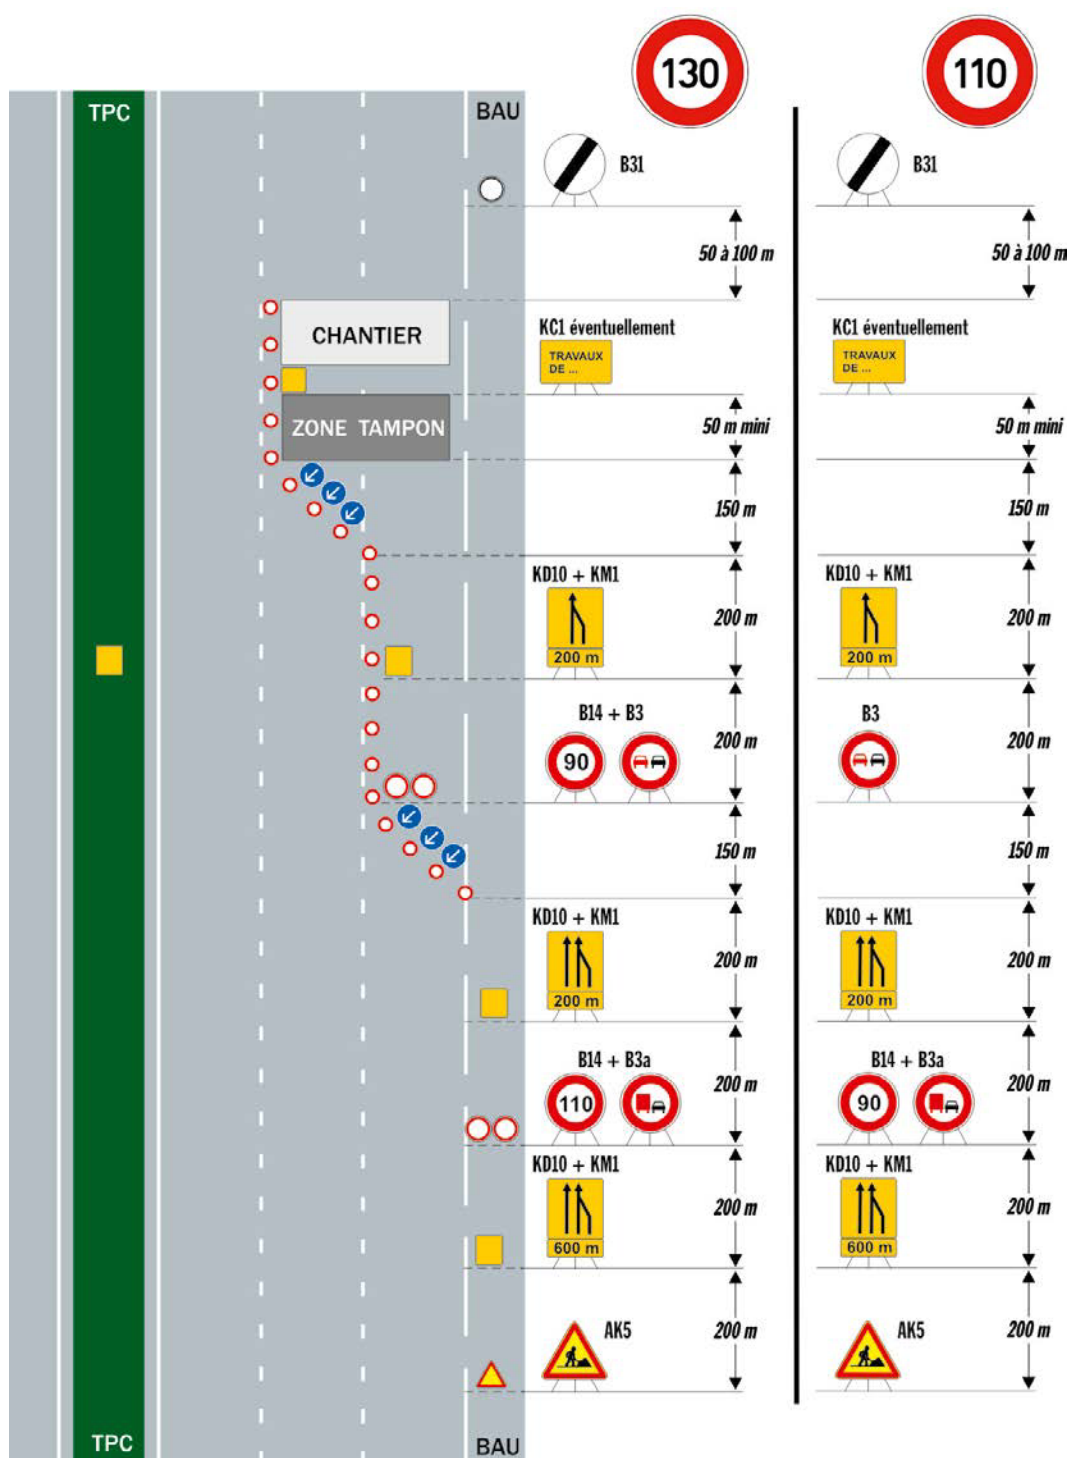 130
110
TPC
BAU
B31
B31
50 à 100 m
50 à 100 m
CHANTIER
KC1 éventuellement
KC1 éventuellement
TRAVAUX
DE ...
TRAVAUX
DE ...
ZONE TAMPON
50 m mini
50 m mini
150 m
150 m
KD10 + KM1
KD10 + KM1
200 m
200 m
200 m
200 m
B14 + B3
B3
90
200 m
200 m
150 m
150 m
KD10 + KM1
KD10 + KM1
200 m
200 m
200 m
200 m
B14 + B3a
B14 + B3a
110
90
200 m
200 m
KD10 + KM1
KD10 + KM1
200 m
200 m
600 m
600 m
AK5
AK5
200 m
200 m
TPC
BAU